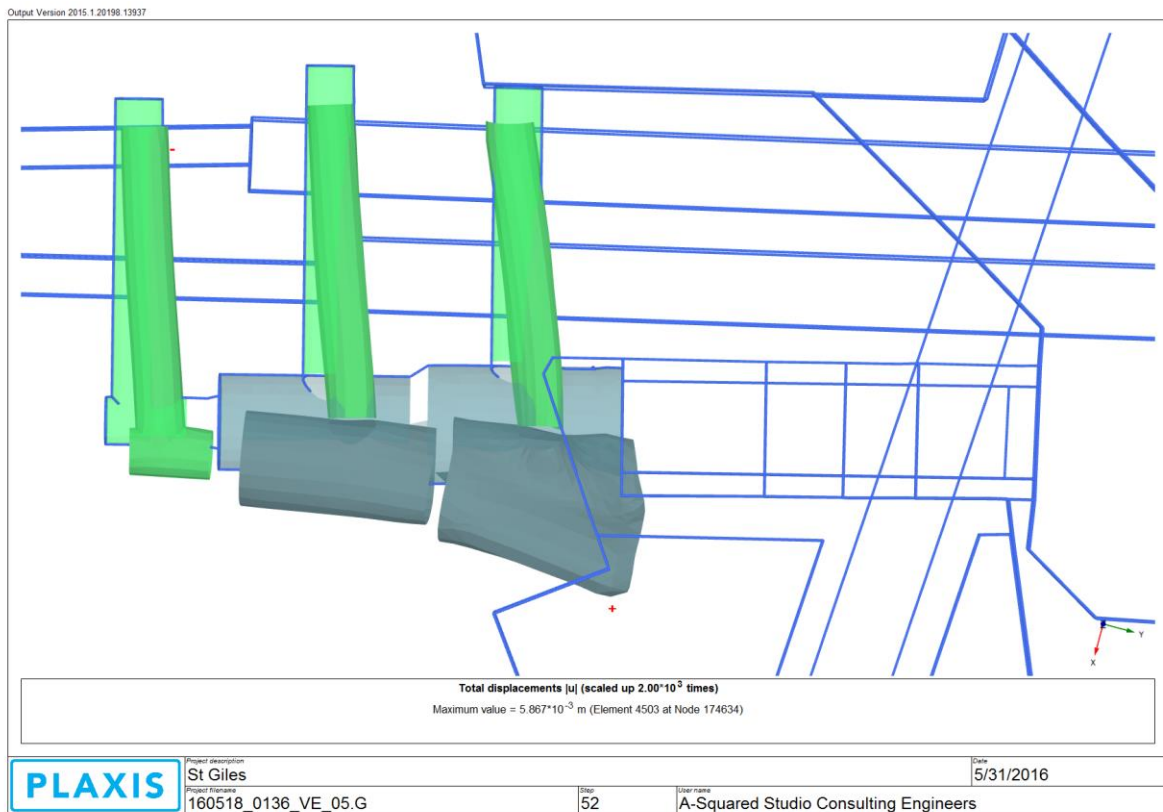 Output Version 2015.1.20198.13937
Y
X
Total displacements |u| (scaled up 2.00*10³ times)
Maximum value = 5.867*10⁻³ m (Element 4503 at Node 174634)
PLAXIS
Project description
St Giles
Date
5/31/2016
Project filename
160518_0136_VE_05.G
Step
52
User name
A-Squared Studio Consulting Engineers